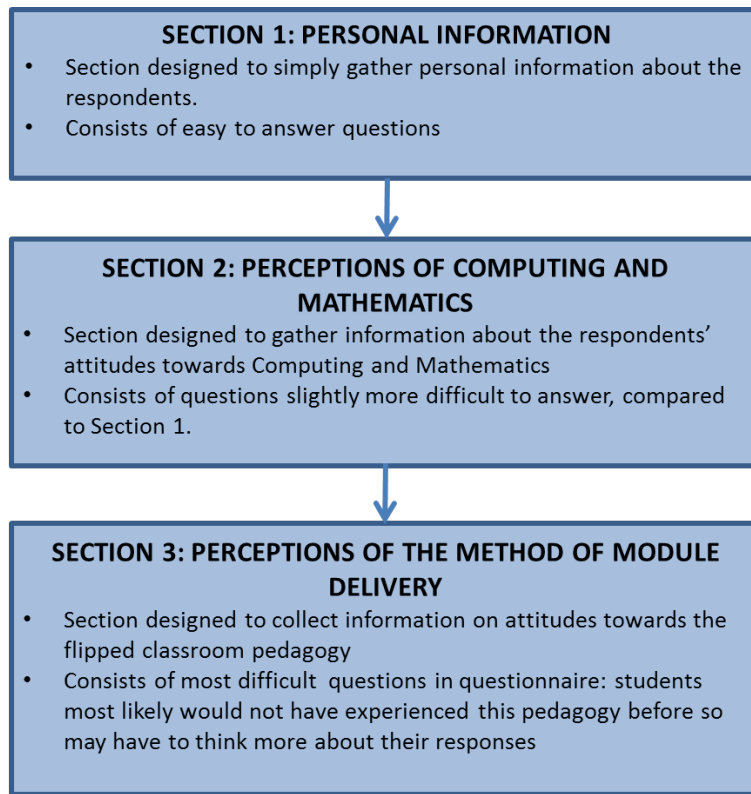 SECTION 1: PERSONAL INFORMATION
• Section designed to simply gather personal information about the
respondents.
• Consists of easy to answer questions
SECTION 2: PERCEPTIONS OF COMPUTING AND
MATHEMATICS
• Section designed to gather information about the respondents’
attitudes towards Computing and Mathematics
• Consists of questions slightly more difficult to answer, compared
to Section 1.
SECTION 3: PERCEPTIONS OF THE METHOD OF MODULE
DELIVERY
• Section designed to collect information on attitudes towards the
flipped classroom pedagogy
• Consists of most difficult questions in questionnaire: students
most likely would not have experienced this pedagogy before so
may have to think more about their responses